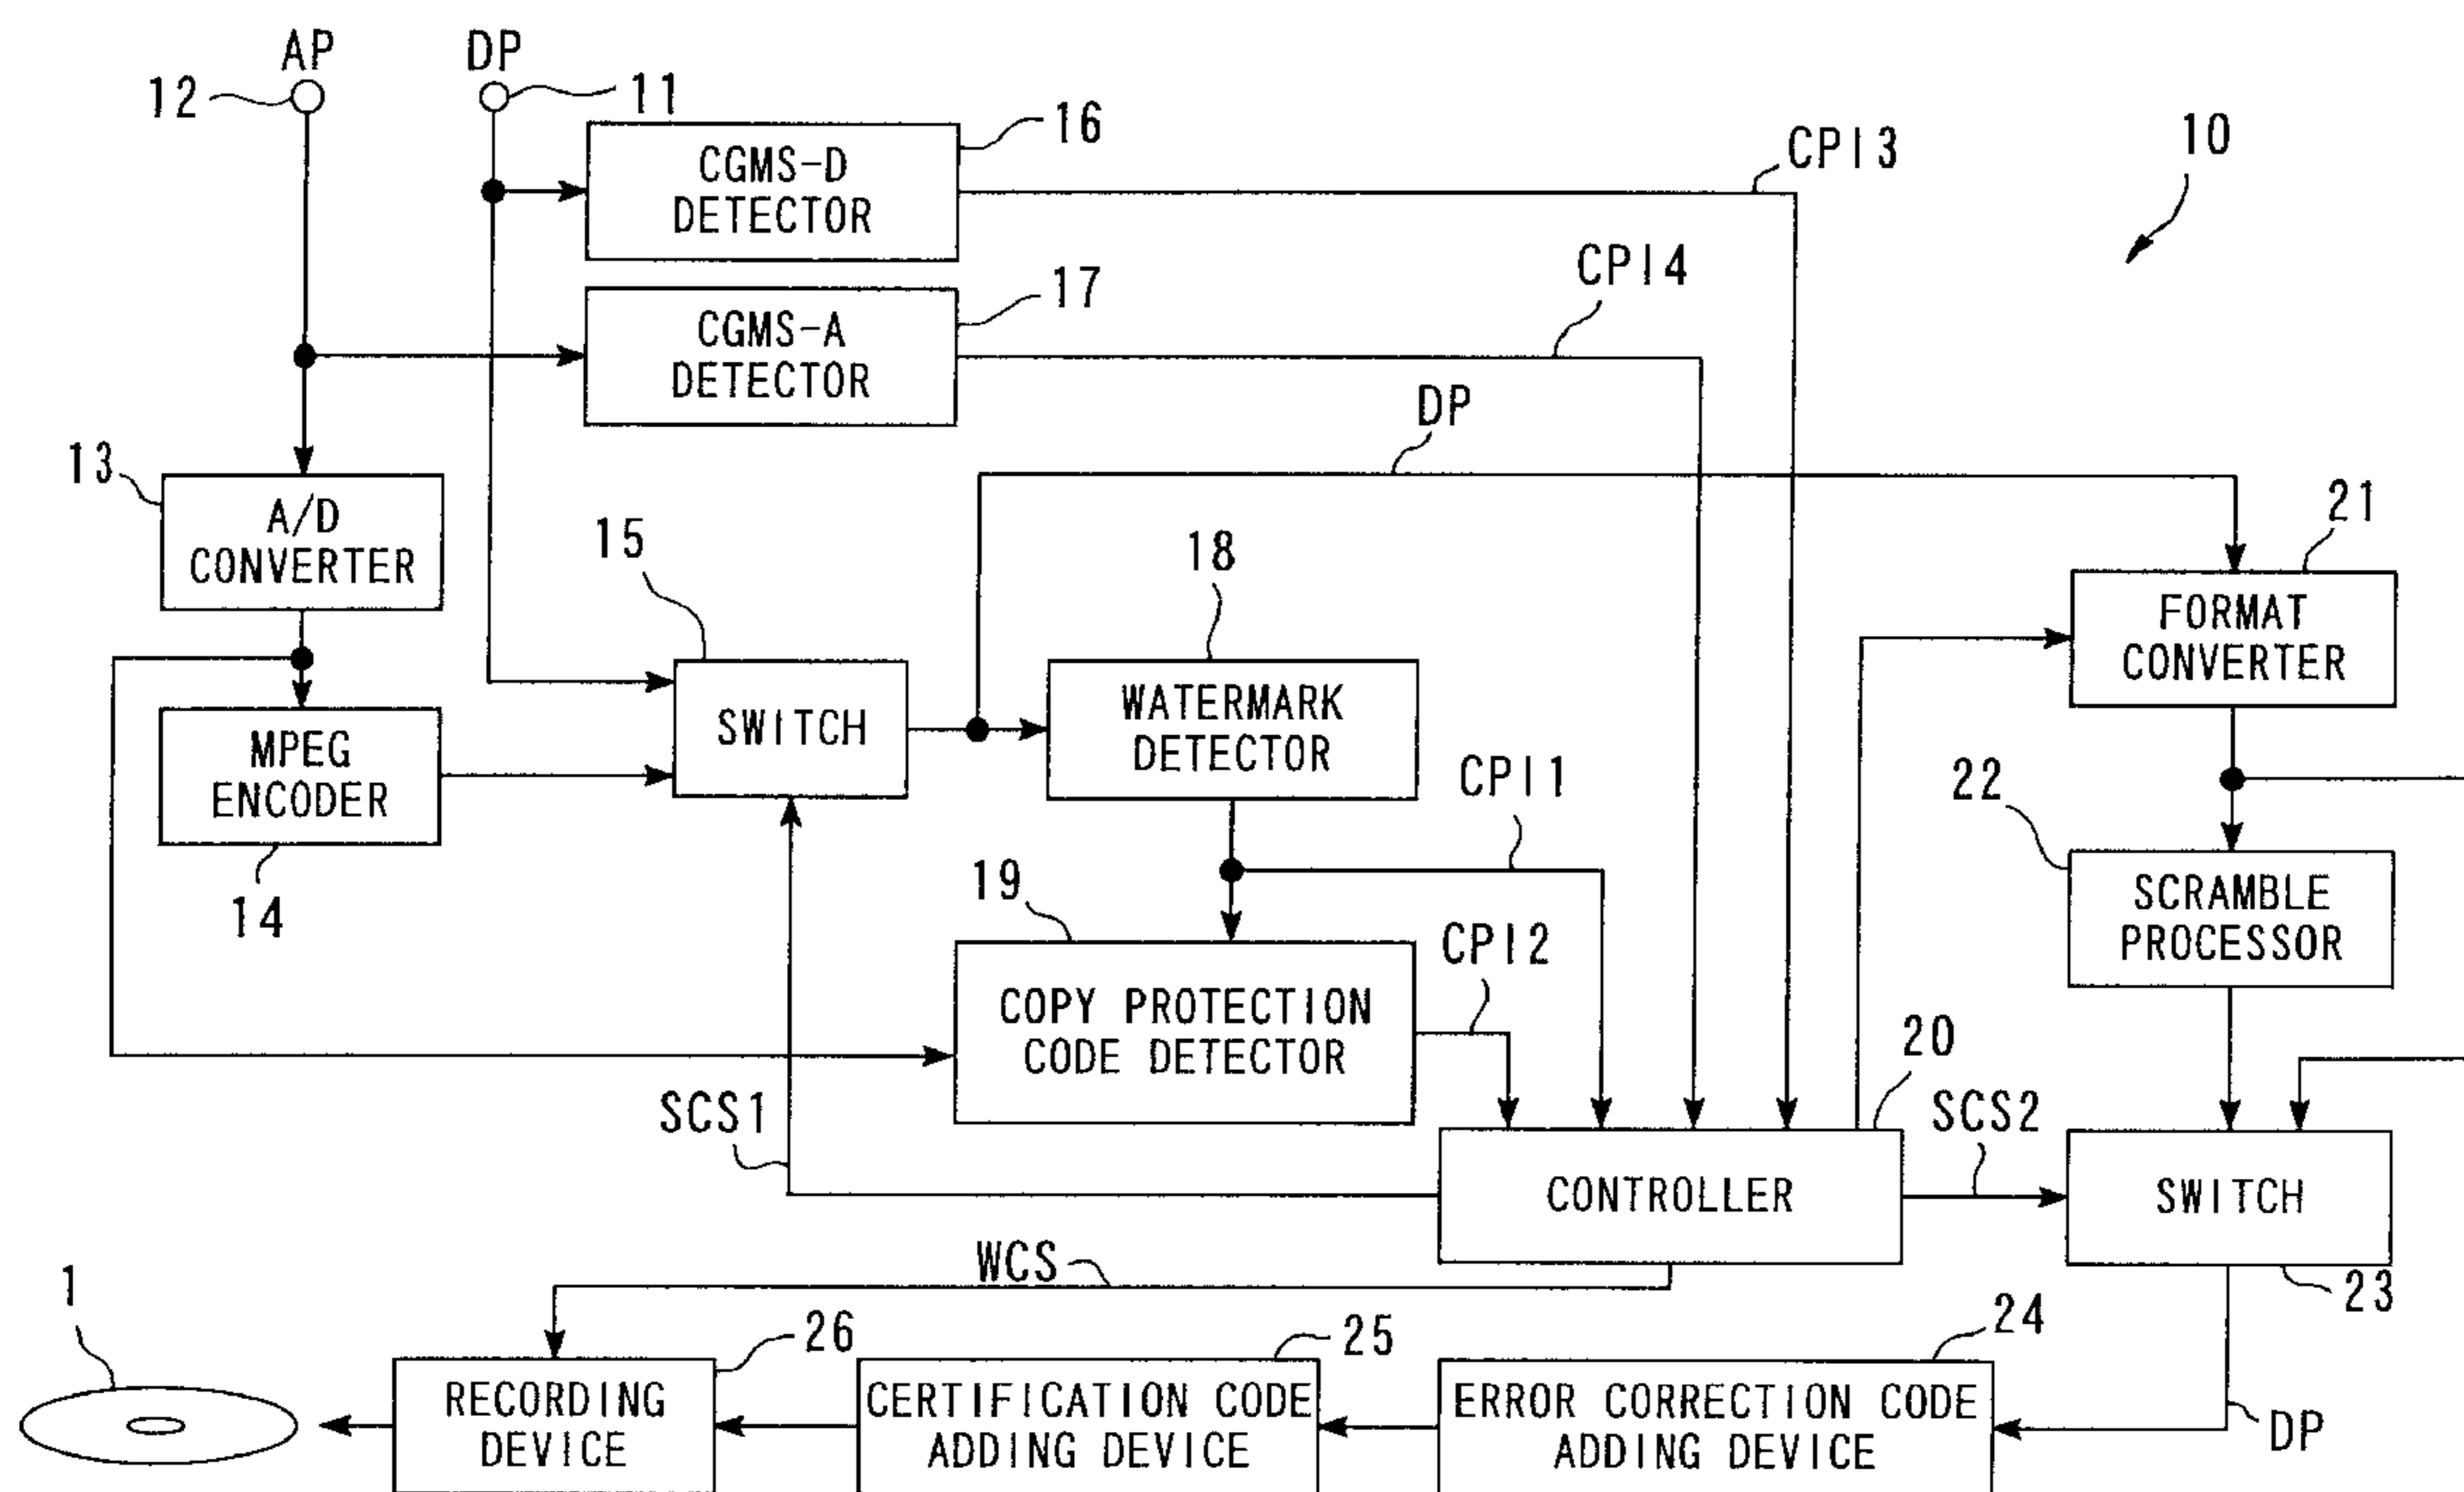 AP
DP
12
11
16
CGMS-D
DETECTOR
CPI3
10
17
CGMS-A
DETECTOR
CPI4
DP
13
A/D
CONVERTER
15
18
21
FORMAT
CONVERTER
SWITCH
WATERMARK
DETECTOR
MPEG
ENCODER
14
CPI1
22
SCRAMBLE
PROCESSOR
19
CPI2
COPY PROTECTION
CODE DETECTOR
20
SCS1
SCS2
CONTROLLER
SWITCH
WCS
1
26
25
24
23
RECORDING
DEVICE
CERTIFICATION CODE
ADDING DEVICE
ERROR CORRECTION CODE
ADDING DEVICE
DP